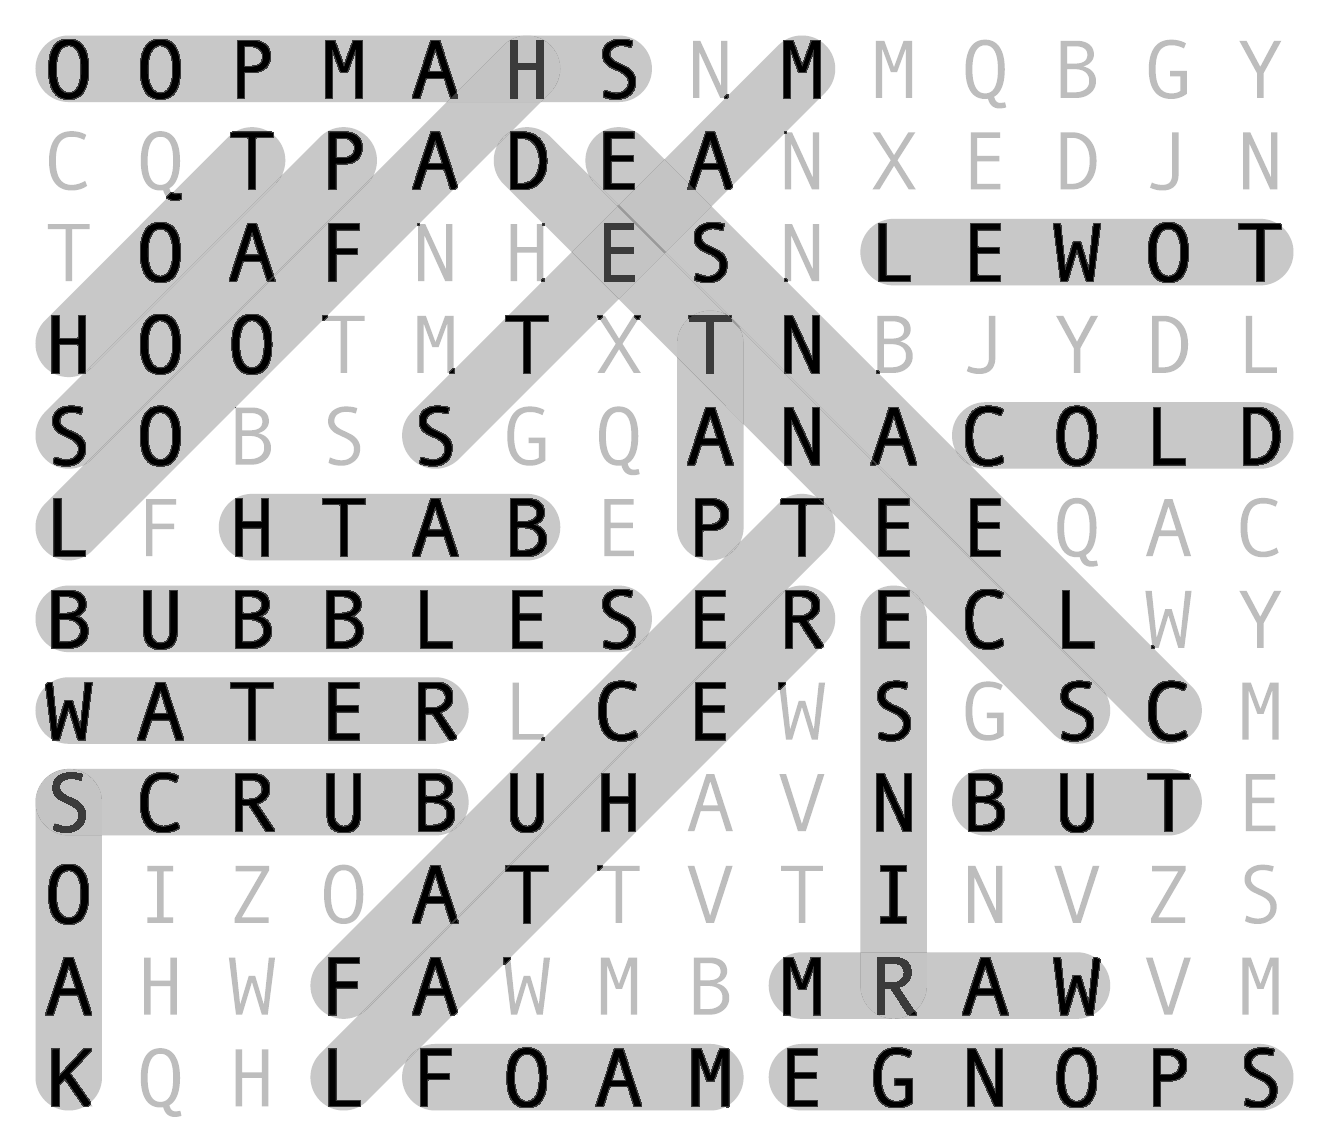 O O P M A H S N M M Q B G Y
C Q T P A D E A N X E D J N
T O A F N H E S N L E W O T
H O O T M T X T N B J Y D L
S O B S S G Q A N A C O L D
L F H T A B E P T E E Q A C
B U B B L E S E R E C L W Y
W A T E R L C E W S G S C M
S C R U B U H A V N B U T E
O I Z O A T T V T I N V Z S
A H W F A W M B M R A W V M
K Q H L F O A M E G N O P S